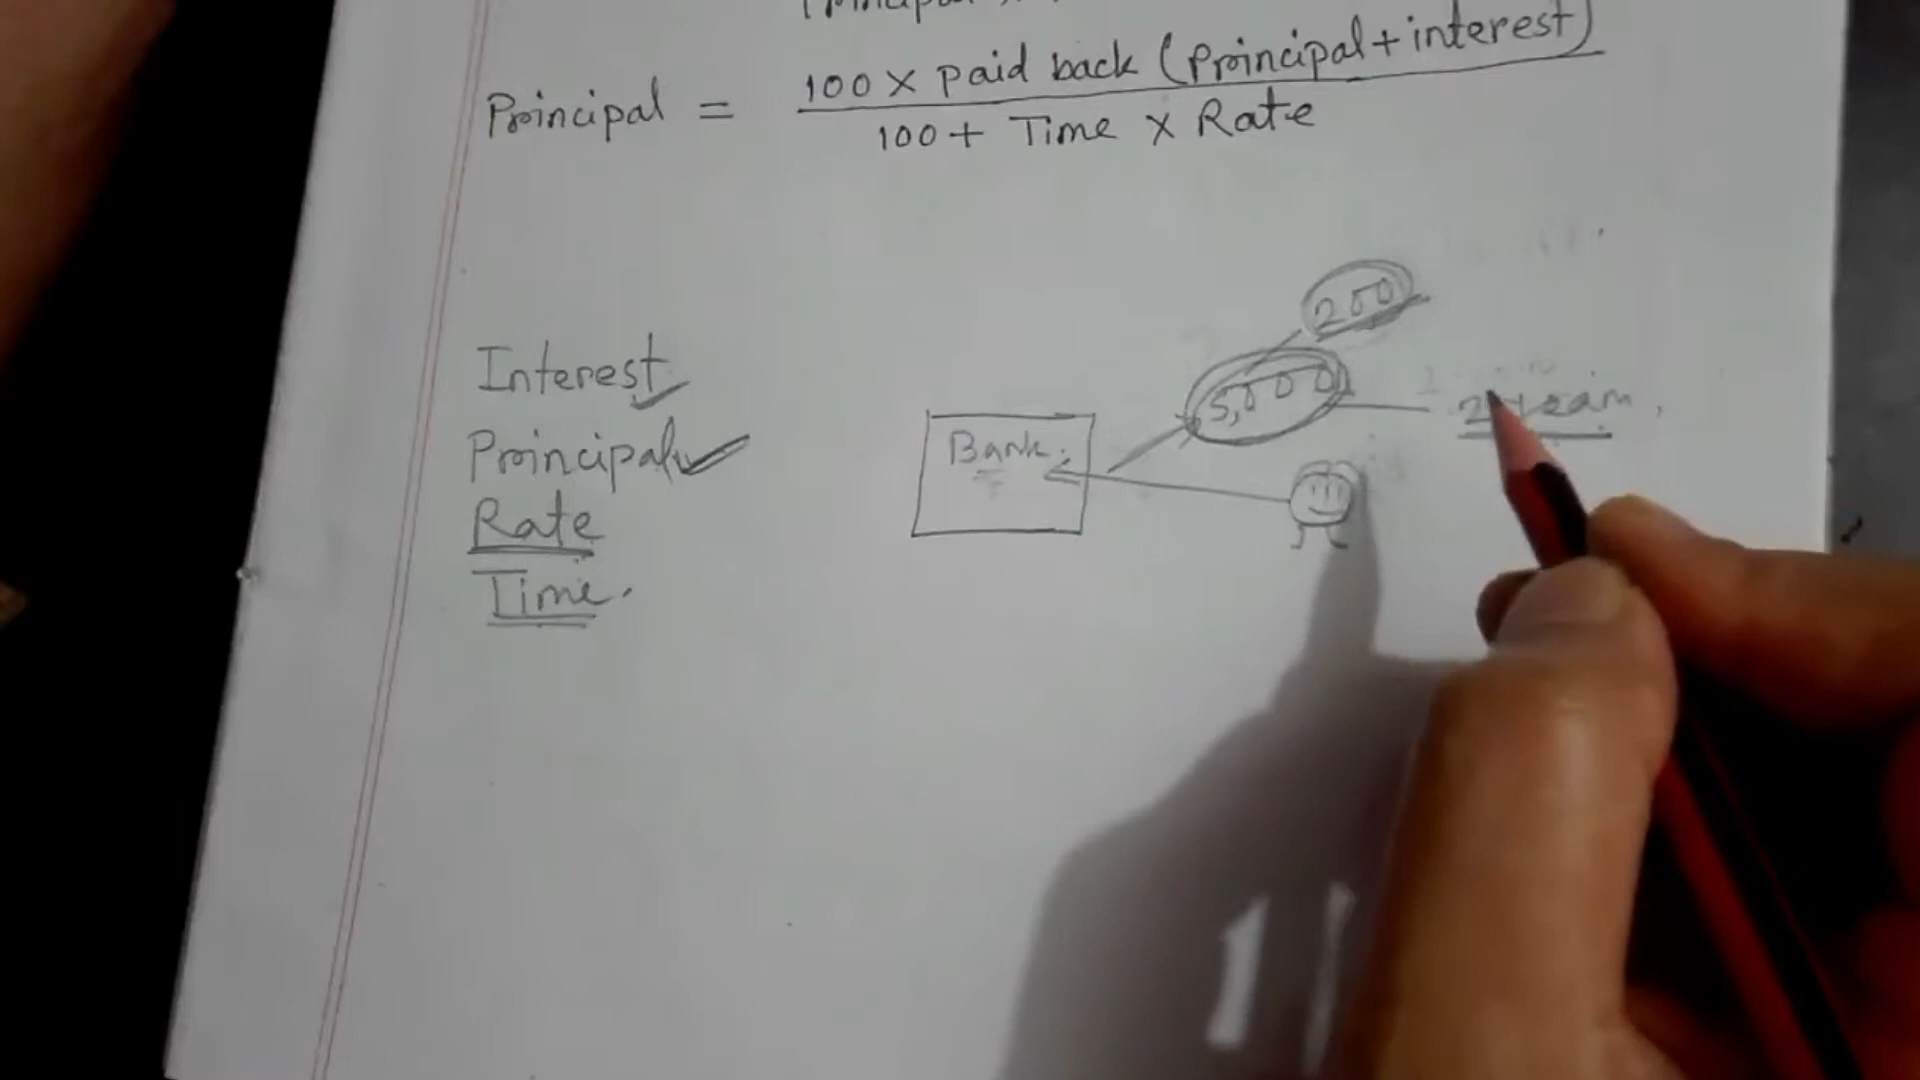 100 × paid back (Principal + interest)
Principal =
100 + Time × Rate
200
Interest
5,000
Bank.
Principal
Rate
Time.